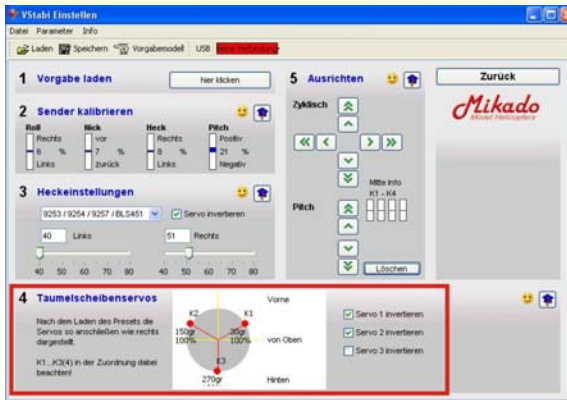 VStabi Einstellen
Datei Parameter Info
Laden Speichern Vorgabemodell USB Keine Verbindung
1 Vorgabe laden
hier klicken
2 Sender kalibrieren
Roll Nick Heck Pitch
Rechts vor Rechts Positiv
6 % 7 % 8 % 21 %
Links zurück Links Negativ
3 Heckeinstellungen
9253 / 9254 / 9257 / BLS451
Servo invertieren
40 Links
51 Rechts
40 50 60 70 80
40 50 60 70 80
5 Ausrichten
Zyklisch
Mitte Info
K1 - K4
Pitch
Löschen
Zurück
Mikado
Model Helicopters
4 Taumelscheibenservos
Nach dem Laden des Presets die
Servos so anschließen wie rechts
dargestellt.
K1...K3(4) in der Zuordnung dabei
beachten!
Vorne
K2 K1
150gr 30gr
100% 100%
von Oben
K3
270gr
Hinten
Servo 1 invertieren
Servo 2 invertieren
Servo 3 invertieren